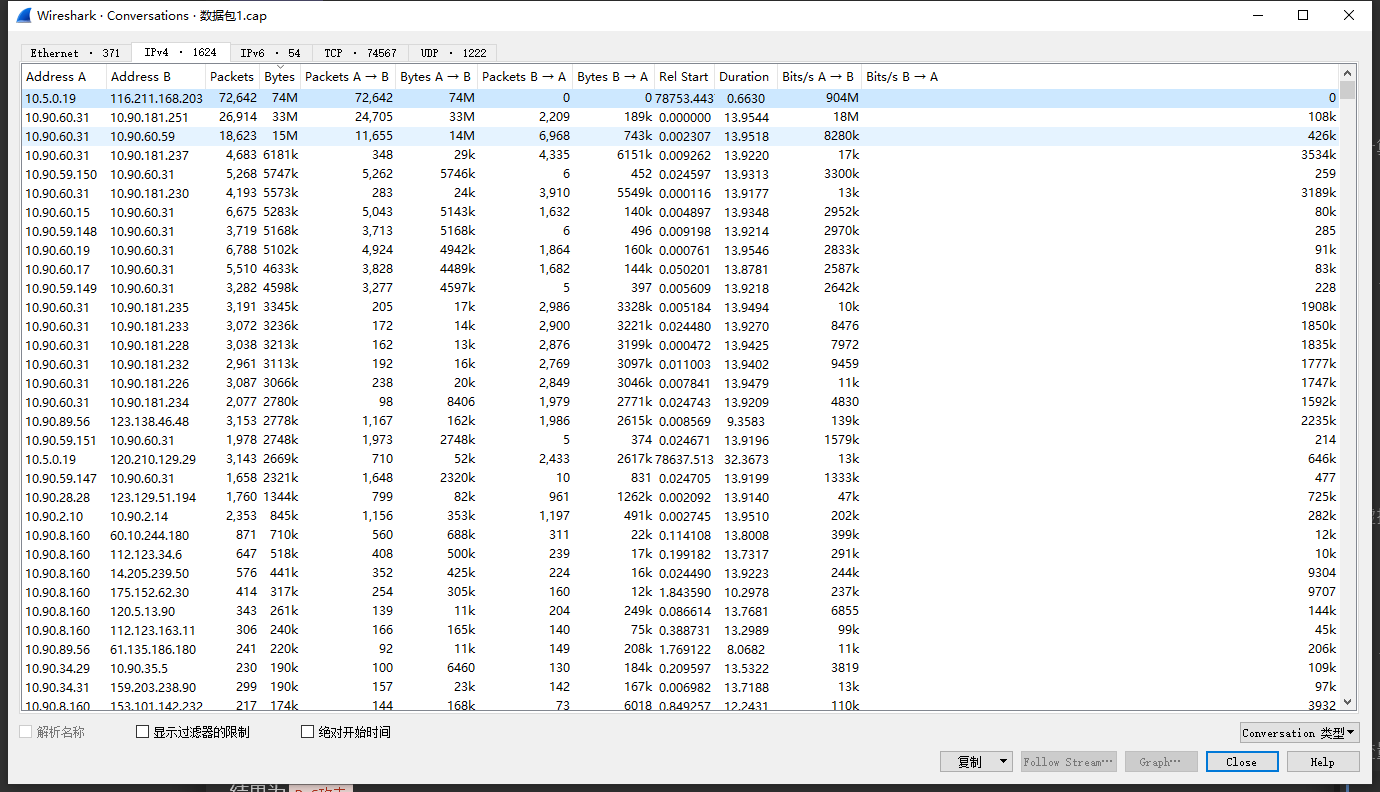 Wireshark · Conversations · 数据包1.cap
Ethernet · 371 IPv4 · 1624 IPv6 · 54 TCP · 74567 UDP · 1222
Address A Address B Packets Bytes Packets A → B Bytes A → B Packets B → A Bytes B → A Rel Start Duration Bits/s A → B Bits/s B → A
10.5.0.19 116.211.168.203 72,642 74M 72,642 74M 0 0 78753.443 0.6630 904M 0
10.90.60.31 10.90.181.251 26,914 33M 24,705 33M 2,209 189k 0.000000 13.9544 18M 108k
10.90.60.31 10.90.60.59 18,623 15M 11,655 14M 6,968 743k 0.002307 13.9518 8280k 426k
10.90.60.31 10.90.181.237 4,683 6181k 348 29k 4,335 6151k 0.009262 13.9220 17k 3534k
10.90.59.150 10.90.60.31 5,268 5747k 5,262 5746k 6 452 0.024597 13.9313 3300k 259
10.90.60.31 10.90.181.230 4,193 5573k 283 24k 3,910 5549k 0.000116 13.9177 13k 3189k
10.90.60.15 10.90.60.31 6,675 5283k 5,043 5143k 1,632 140k 0.004897 13.9348 2952k 80k
10.90.59.148 10.90.60.31 3,719 5168k 3,713 5168k 6 496 0.009198 13.9214 2970k 285
10.90.60.19 10.90.60.31 6,788 5102k 4,924 4942k 1,864 160k 0.000761 13.9546 2833k 91k
10.90.60.17 10.90.60.31 5,510 4633k 3,828 4489k 1,682 144k 0.050201 13.8781 2587k 83k
10.90.59.149 10.90.60.31 3,282 4598k 3,277 4597k 5 397 0.005609 13.9218 2642k 228
10.90.60.31 10.90.181.235 3,191 3345k 205 17k 2,986 3328k 0.005184 13.9494 10k 1908k
10.90.60.31 10.90.181.233 3,072 3236k 172 14k 2,900 3221k 0.024480 13.9270 8476 1850k
10.90.60.31 10.90.181.228 3,038 3213k 162 13k 2,876 3199k 0.000472 13.9425 7972 1835k
10.90.60.31 10.90.181.232 2,961 3113k 192 16k 2,769 3097k 0.011003 13.9402 9459 1777k
10.90.60.31 10.90.181.226 3,087 3066k 238 20k 2,849 3046k 0.007841 13.9479 11k 1747k
10.90.60.31 10.90.181.234 2,077 2780k 98 8406 1,979 2771k 0.024743 13.9209 4830 1592k
10.90.89.56 123.138.46.48 3,153 2778k 1,167 162k 1,986 2615k 0.008569 9.3583 139k 2235k
10.90.59.151 10.90.60.31 1,978 2748k 1,973 2748k 5 374 0.024671 13.9196 1579k 214
10.5.0.19 120.210.129.29 3,143 2669k 710 52k 2,433 2617k 78637.513 32.3673 13k 646k
10.90.59.147 10.90.60.31 1,658 2321k 1,648 2320k 10 831 0.024705 13.9199 1333k 477
10.90.28.28 123.129.51.194 1,760 1344k 799 82k 961 1262k 0.002092 13.9140 47k 725k
10.90.2.10 10.90.2.14 2,353 845k 1,156 353k 1,197 491k 0.002745 13.9510 202k 282k
10.90.8.160 60.10.244.180 871 710k 560 688k 311 22k 0.114108 13.8008 399k 12k
10.90.8.160 112.123.34.6 647 518k 408 500k 239 17k 0.199182 13.7317 291k 10k
10.90.8.160 14.205.239.50 576 441k 352 425k 224 16k 0.024490 13.9223 244k 9304
10.90.8.160 175.152.62.30 414 317k 254 305k 160 12k 1.843590 10.2978 237k 9707
10.90.8.160 120.5.13.90 343 261k 139 11k 204 249k 0.086614 13.7681 6855 144k
10.90.8.160 112.123.163.11 306 240k 166 165k 140 75k 0.388731 13.2989 99k 45k
10.90.89.56 61.135.186.180 241 220k 92 11k 149 208k 1.769122 8.0682 11k 206k
10.90.34.29 10.90.35.5 230 190k 100 6460 130 184k 0.209597 13.5322 3819 109k
10.90.34.31 159.203.238.90 299 190k 157 23k 142 167k 0.006982 13.7188 13k 97k
10.90.8.160 153.101.142.232 217 174k 144 168k 73 6018 0.849257 12.2431 110k 3932
解析名称 显示过滤器的限制 绝对开始时间 Conversation 类型
复制 Follow Stream… Graph… Close Help